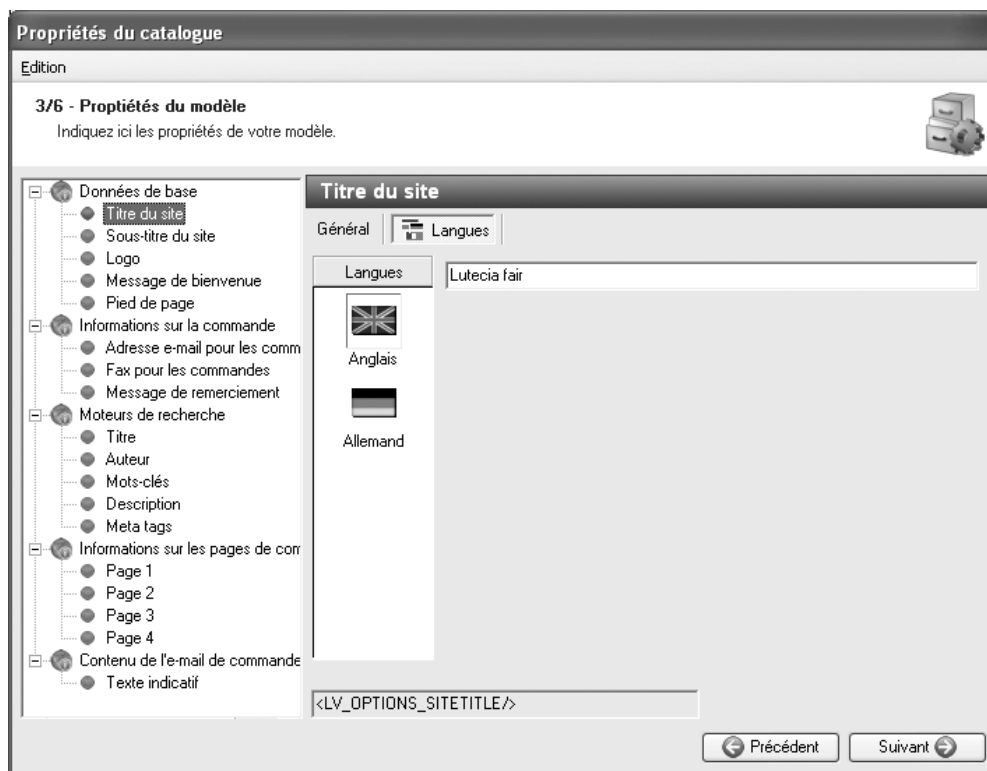 Propriétés du catalogue
Edition
3/6 - Proptiétés du modèle
Indiquez ici les propriétés de votre modèle.
Données de base
Titre du site
Sous-titre du site
Logo
Message de bienvenue
Pied de page
Informations sur la commande
Adresse e-mail pour les comm
Fax pour les commandes
Message de remerciement
Moteurs de recherche
Titre
Auteur
Mots-clés
Description
Meta tags
Informations sur les pages de com
Page 1
Page 2
Page 3
Page 4
Contenu de l'e-mail de commande
Texte indicatif
Titre du site
Général
Langues
Langues
Lutecia fair
Anglais
Allemand
<LV_OPTIONS_SITETITLE/>
Précédent
Suivant